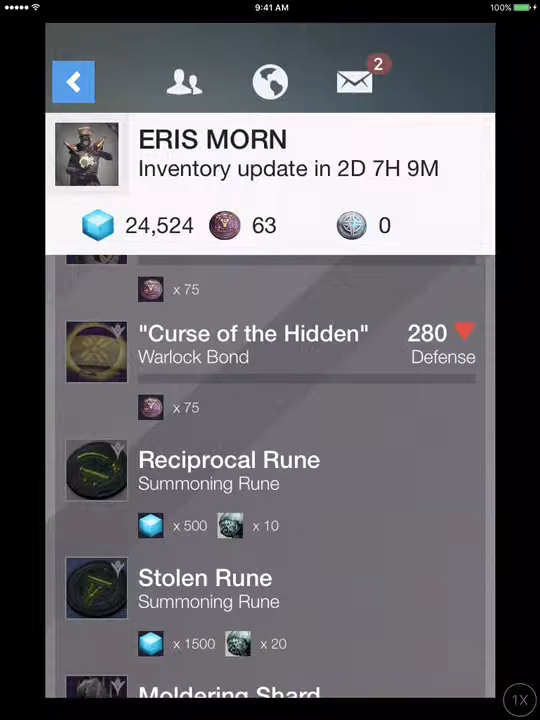 9:41 AM
100%
2
ERIS MORN
Inventory update in 2D 7H 9M
24,524 63 0
x 75
"Curse of the Hidden" 280
Warlock Bond Defense
x 75
Reciprocal Rune
Summoning Rune
x 500 x 10
Stolen Rune
Summoning Rune
x 1500 x 20
Moldering Shard
1X